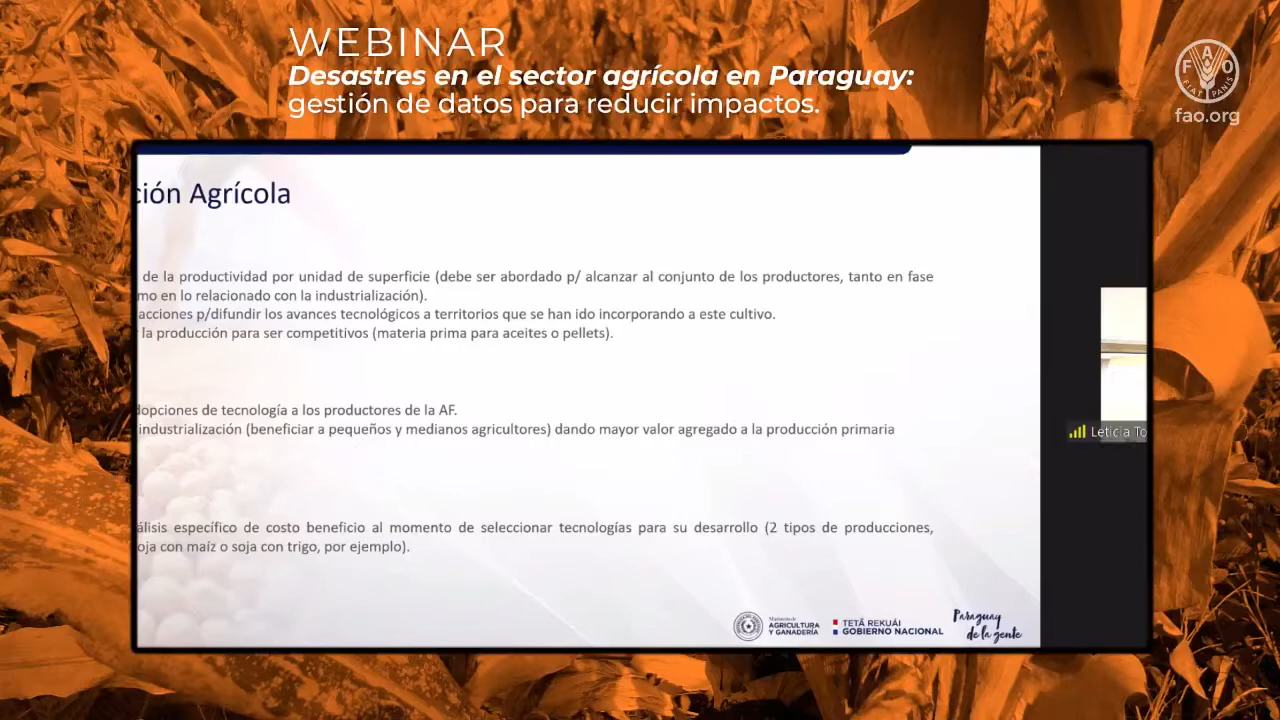 WEBINAR
Desastres en el sector agrícola en Paraguay:
gestión de datos para reducir impactos.
FAO
FIAT PANIS
fao.org
ción Agrícola
de la productividad por unidad de superficie (debe ser abordado p/ alcanzar al conjunto de los productores, tanto en fase
mo en lo relacionado con la industrialización).
acciones p/difundir los avances tecnológicos a territorios que se han ido incorporando a este cultivo.
la producción para ser competitivos (materia prima para aceites o pellets).
dopciones de tecnología a los productores de la AF.
industrialización (beneficiar a pequeños y medianos agricultores) dando mayor valor agregado a la producción primaria
Leticia To
álisis específico de costo beneficio al momento de seleccionar tecnologías para su desarrollo (2 tipos de producciones,
oja con maíz o soja con trigo, por ejemplo).
Ministerio de
AGRICULTURA
Y GANADERÍA
TETÃ REKUÁI
GOBIERNO NACIONAL
Paraguay
de la gente